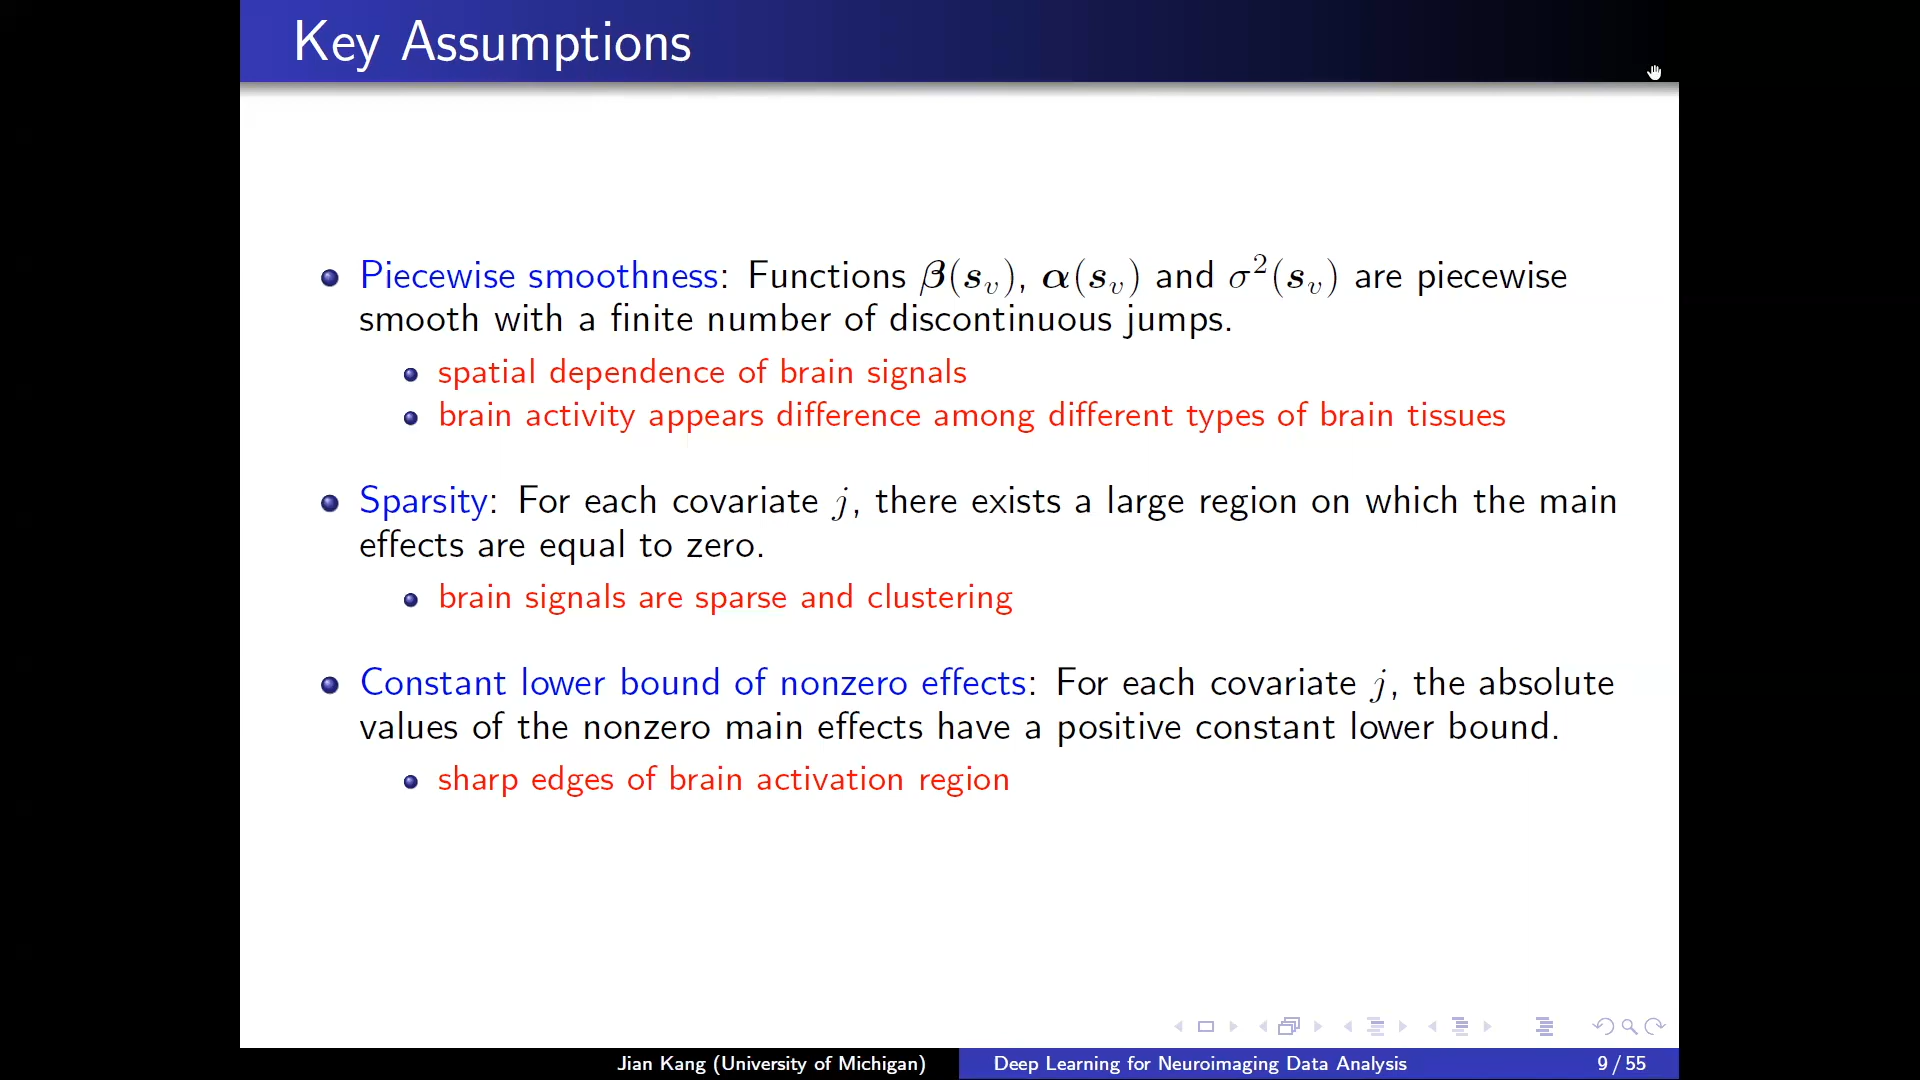 Key Assumptions
Piecewise smoothness: Functions β(s_v), α(s_v) and σ²(s_v) are piecewise
smooth with a finite number of discontinuous jumps.
spatial dependence of brain signals
brain activity appears difference among different types of brain tissues
Sparsity: For each covariate j, there exists a large region on which the main
effects are equal to zero.
brain signals are sparse and clustering
Constant lower bound of nonzero effects: For each covariate j, the absolute
values of the nonzero main effects have a positive constant lower bound.
sharp edges of brain activation region
Jian Kang (University of Michigan) Deep Learning for Neuroimaging Data Analysis 9 / 55